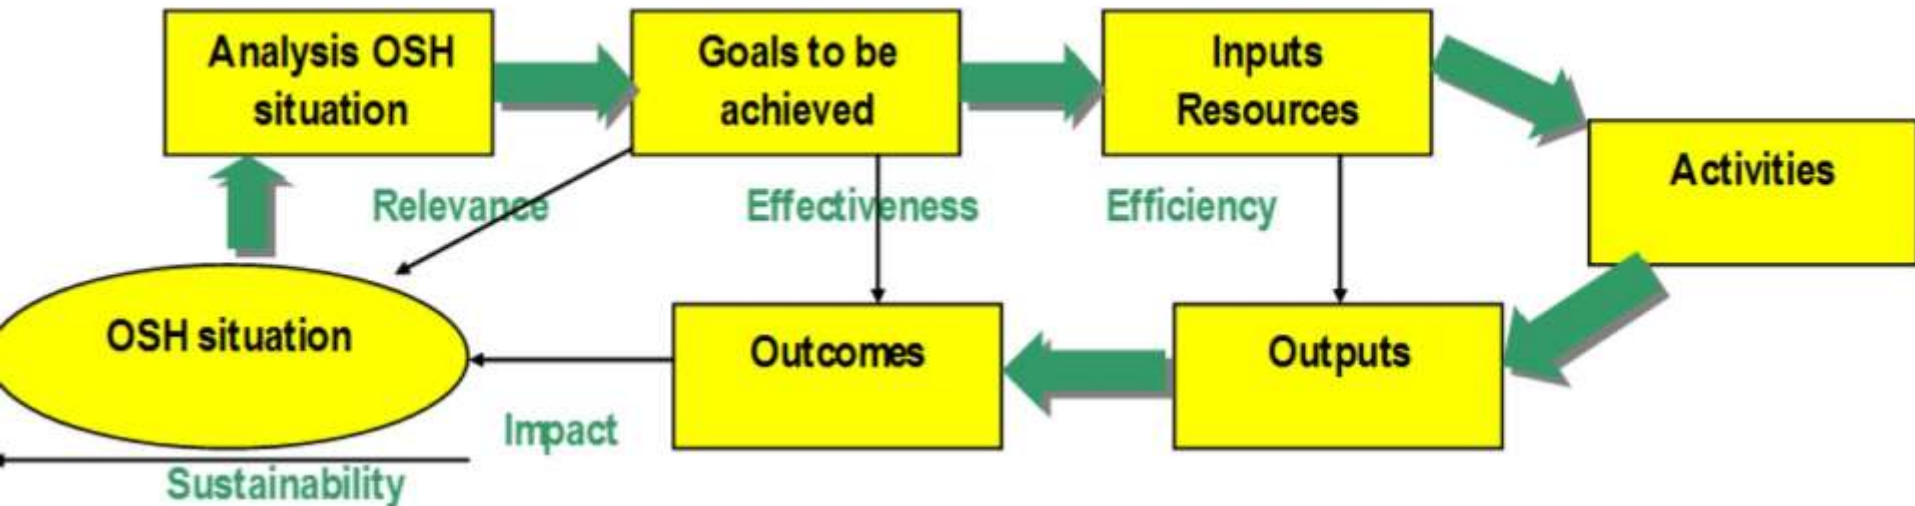 Analysis OSH
situation
Goals to be
achieved
Inputs
Resources
Activities
Relevance
Effectiveness
Efficiency
OSH situation
Outcomes
Outputs
Impact
Sustainability